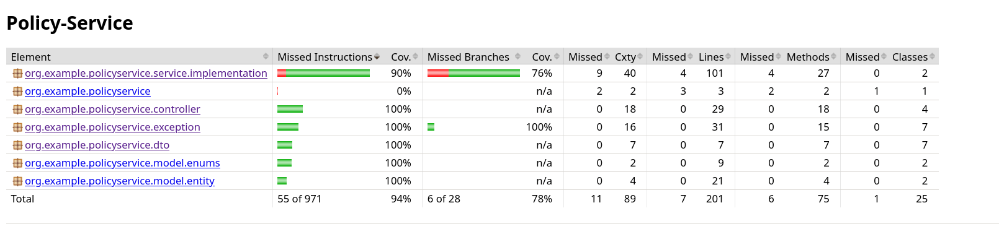 Policy-Service
Element Missed Instructions Cov. Missed Branches Cov. Missed Cxty Missed Lines Missed Methods Missed Classes
org.example.policyservice.service.implementation 90% 76% 9 40 4 101 4 27 0 2
org.example.policyservice 0% n/a 2 2 3 3 2 2 1 1
org.example.policyservice.controller 100% n/a 0 18 0 29 0 18 0 4
org.example.policyservice.exception 100% 100% 0 16 0 31 0 15 0 7
org.example.policyservice.dto 100% n/a 0 7 0 7 0 7 0 7
org.example.policyservice.model.enums 100% n/a 0 2 0 9 0 2 0 2
org.example.policyservice.model.entity 100% n/a 0 4 0 21 0 4 0 2
Total 55 of 971 94% 6 of 28 78% 11 89 7 201 6 75 1 25